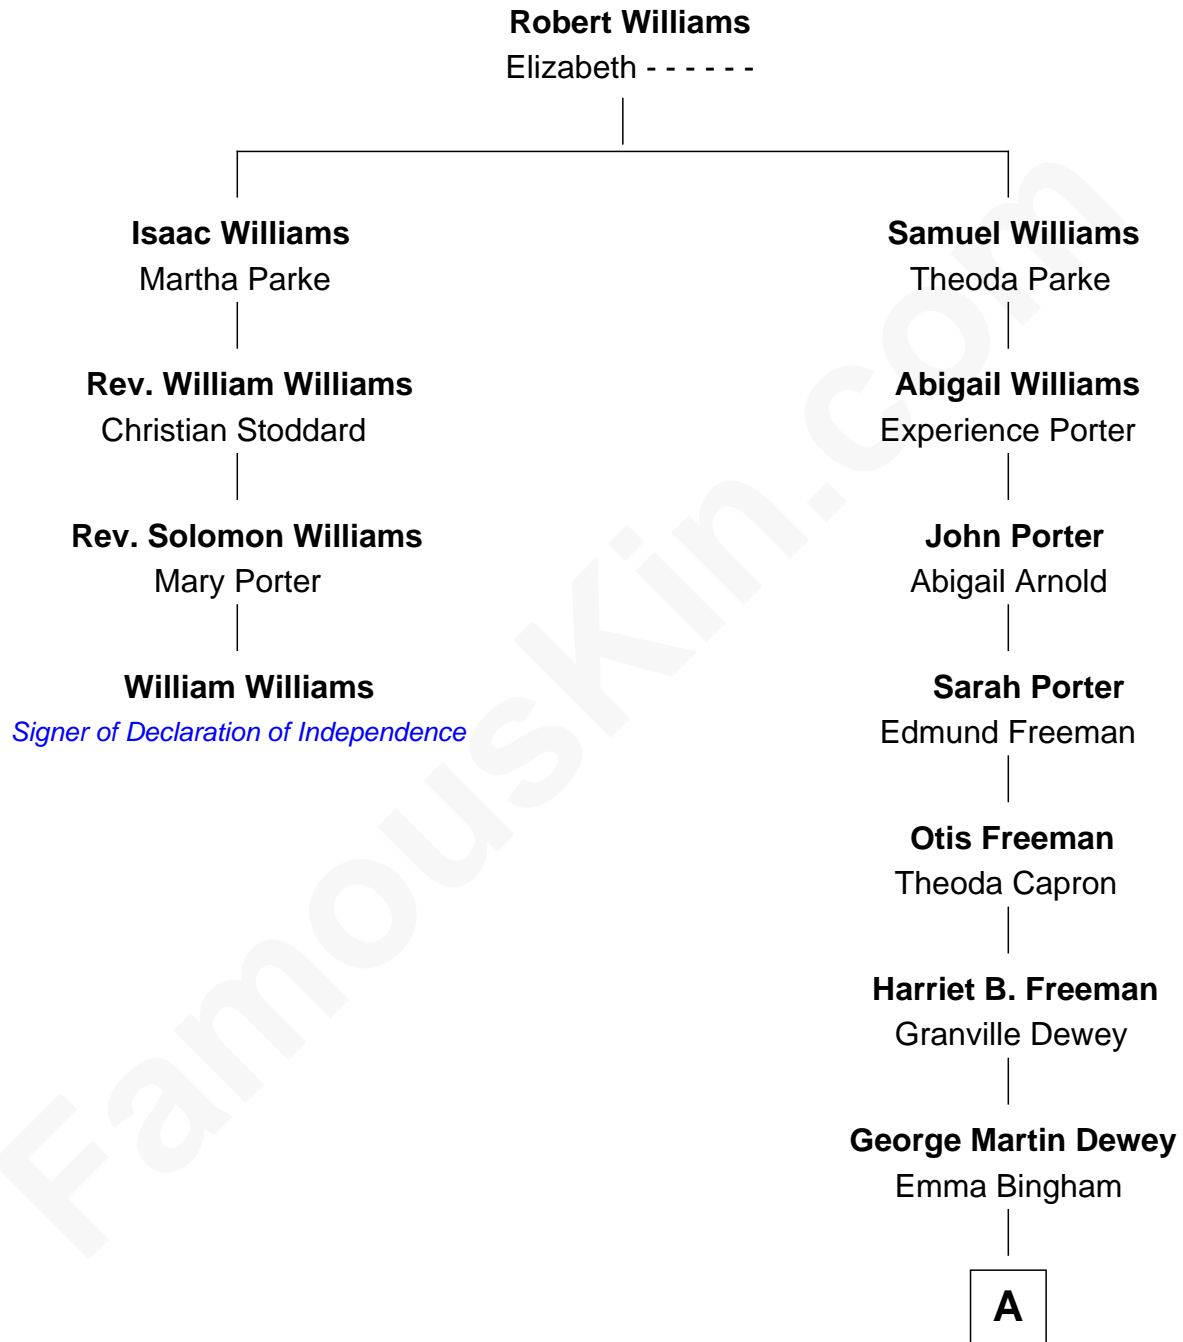 Robert Williams
Elizabeth - - - - - -
Isaac Williams
Martha Parke
Samuel Williams
Theoda Parke
Rev. William Williams
Christian Stoddard
Abigail Williams
Experience Porter
Rev. Solomon Williams
Mary Porter
John Porter
Abigail Arnold
William Williams
Signer of Declaration of Independence
Sarah Porter
Edmund Freeman
Otis Freeman
Theoda Capron
Harriet B. Freeman
Granville Dewey
George Martin Dewey
Emma Bingham
A
FamousKin.com